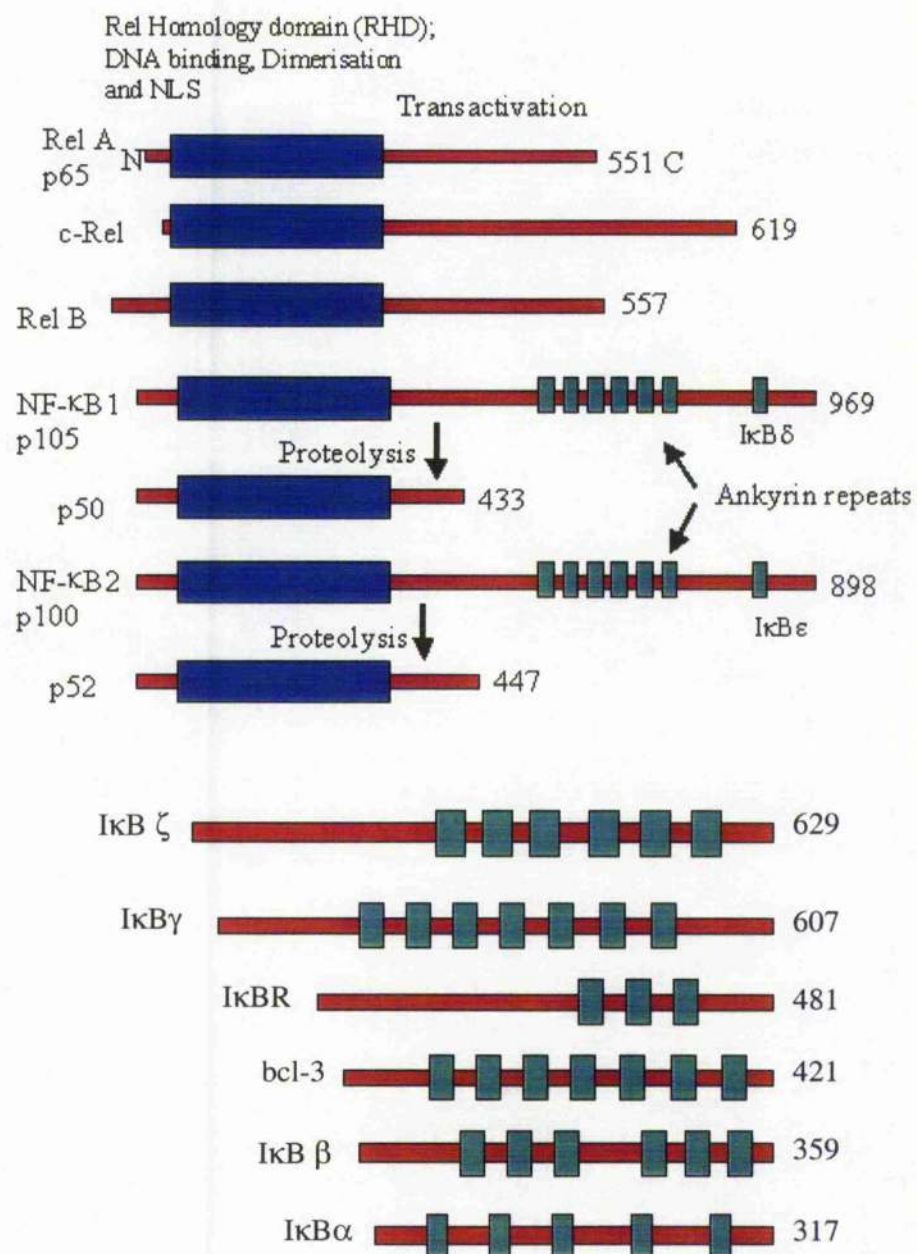 Rel Homology domain (RHD);
DNA binding, Dimerisation
and NLS
Transactivation
Rel A
p65
N
551 C
c-Rel
619
Rel B
557
NF-κB1
p105
969
IκBδ
Proteolysis
Ankyrin repeats
p50
433
NF-κB2
p100
898
IκBε
Proteolysis
p52
447
IκB ζ
629
IκBγ
607
IκBR
481
bcl-3
421
IκB β
359
IκBα
317